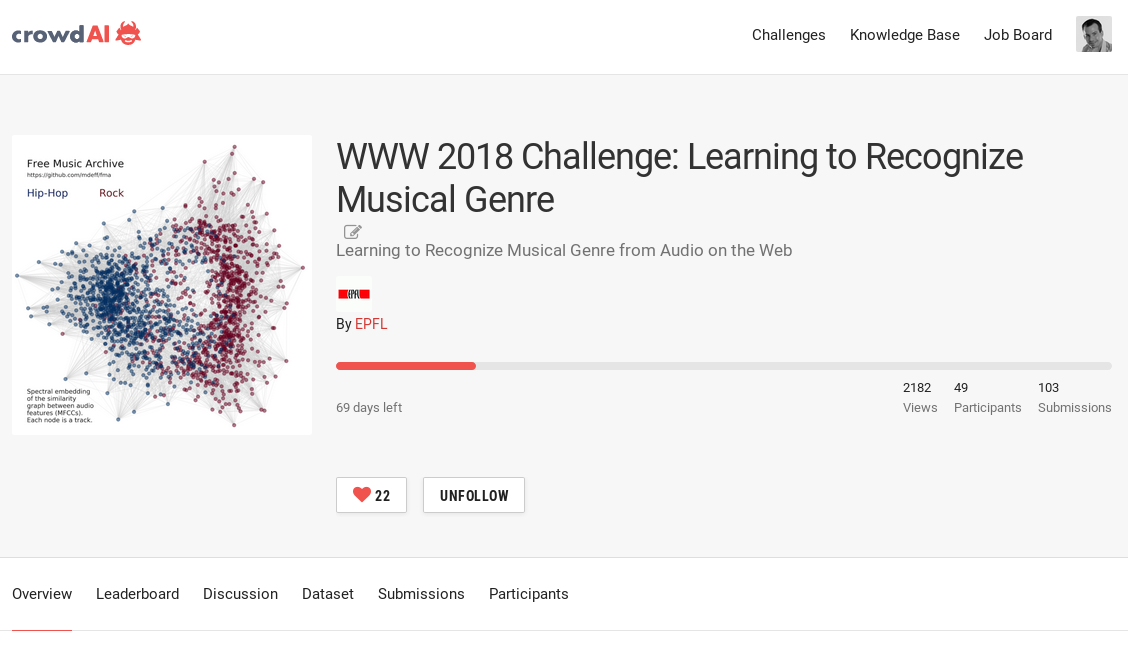 crowdAI
Challenges Knowledge Base Job Board
Free Music Archive
https://github.com/mdeff/fma
Hip-Hop Rock
Spectral embedding
of the similarity
graph between audio
features (MFCCs).
Each node is a track.
WWW 2018 Challenge: Learning to Recognize
Musical Genre
Learning to Recognize Musical Genre from Audio on the Web
EPFL
By EPFL
69 days left
2182 49 103
Views Participants Submissions
22 UNFOLLOW
Overview Leaderboard Discussion Dataset Submissions Participants